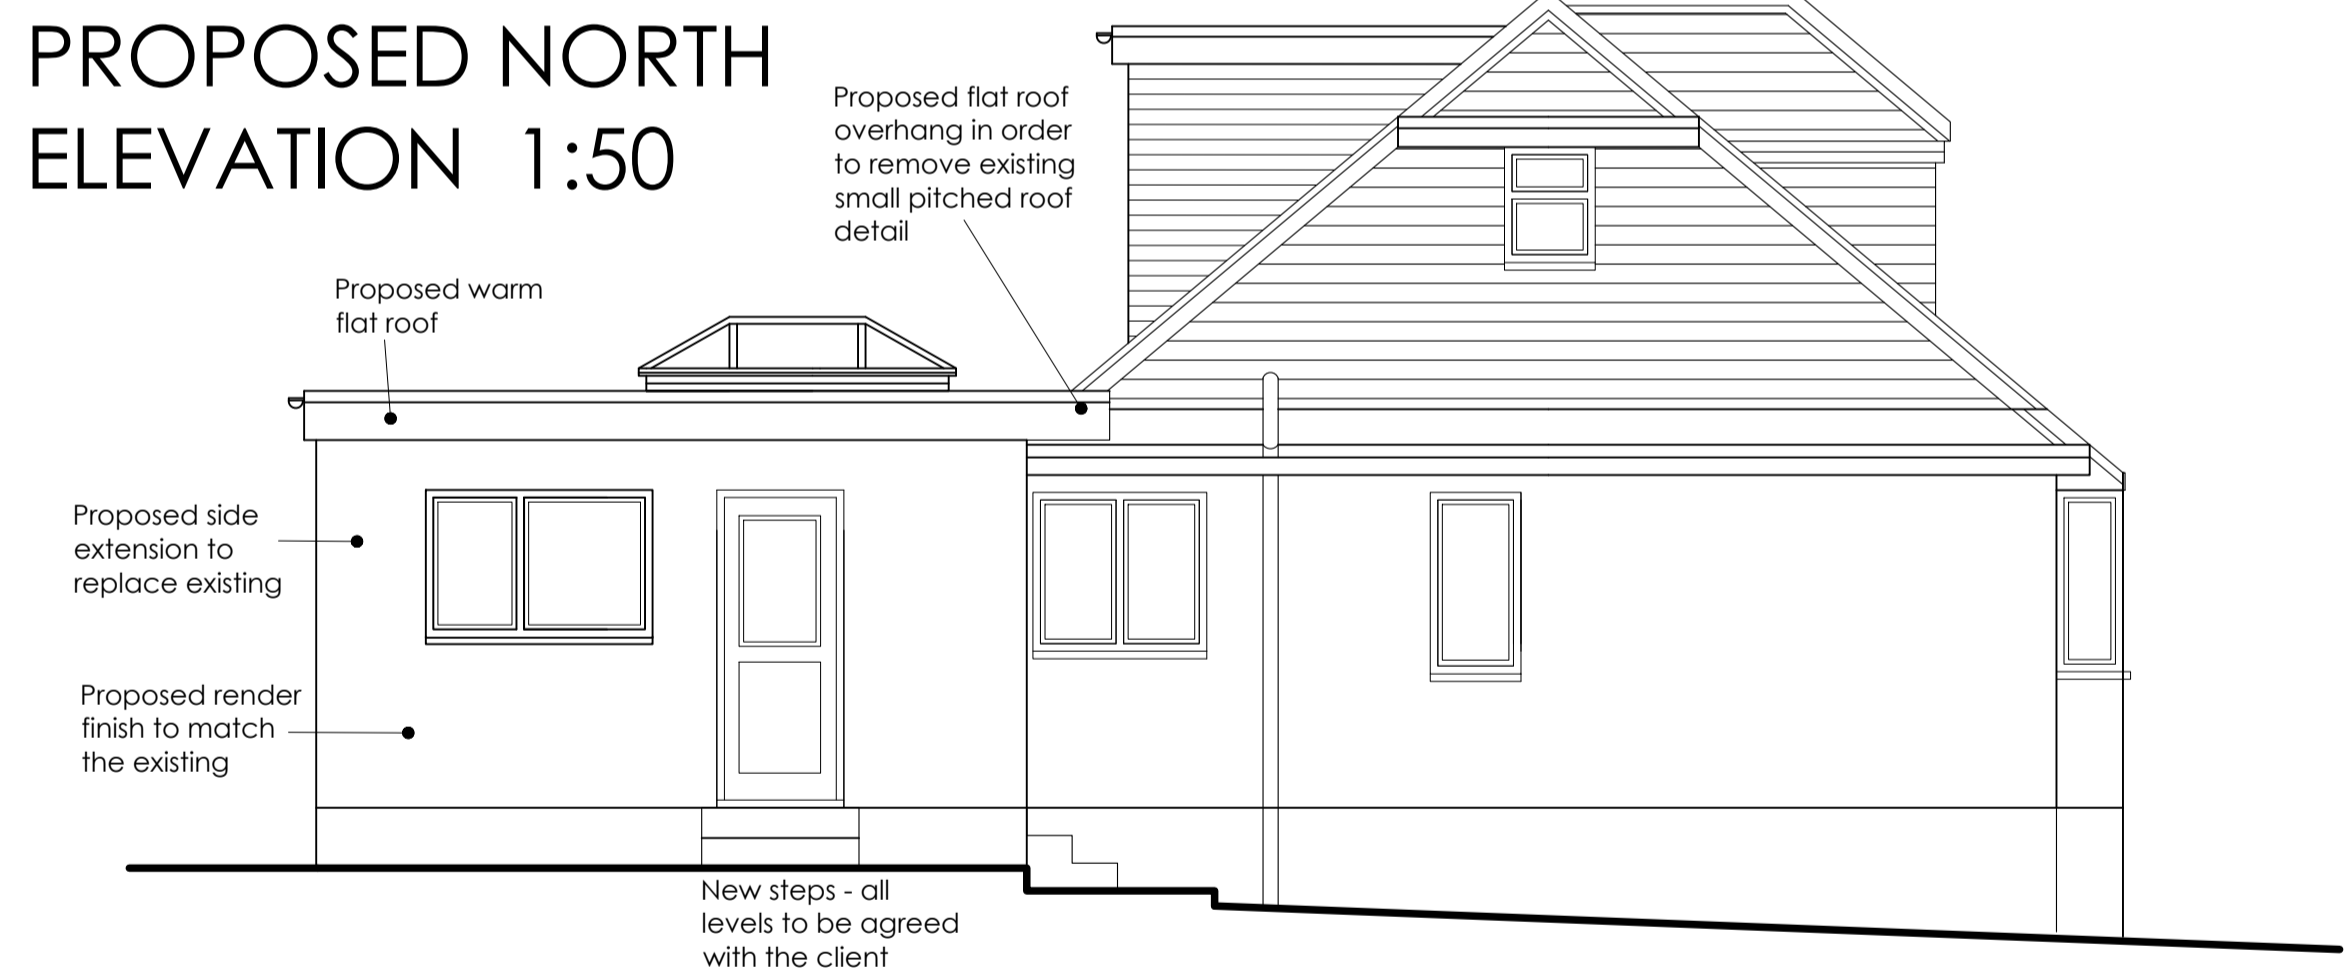 PROPOSED NORTH
ELEVATION 1:50
Proposed flat roof
overhang in order
to remove existing
small pitched roof
detail
Proposed warm
flat roof
Proposed side
extension to
replace existing
Proposed render
finish to match
the existing
New steps - all
levels to be agreed
with the client